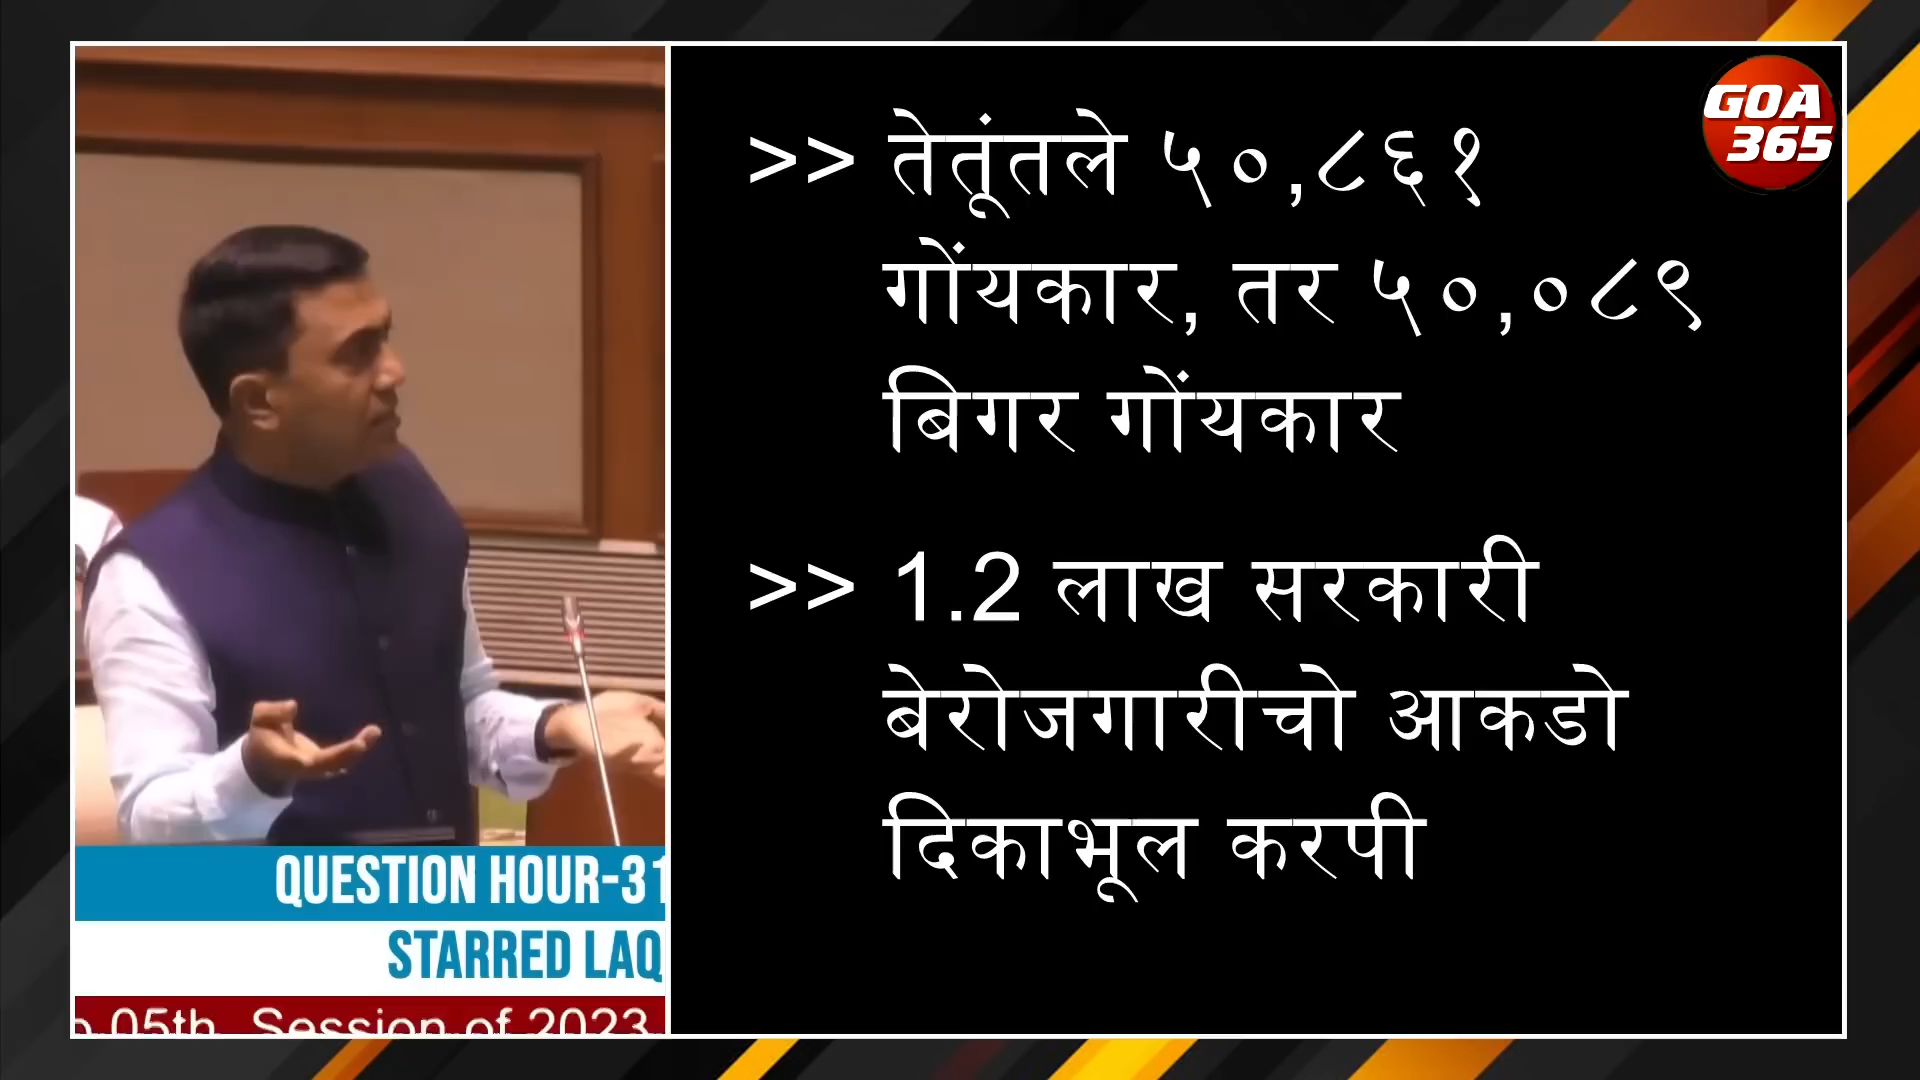 GOA
365
>> तेतूंतले ५०,८६१
गोंयकार, तर ५०,०८९
बिगर गोंयकार
>> 1.2 लाख सरकारी
बेरोजगारीचो आकडो
दिकाभूल करपी
QUESTION HOUR-31
STARRED LAQ
05th Session of 2023